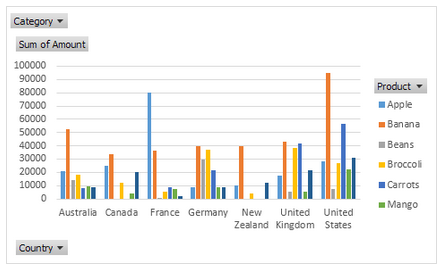 Category
Sum of Amount
100000
90000
80000
70000
60000
50000
40000
30000
20000
10000
0
Australia
Canada
France
Germany
New
Zealand
United
Kingdom
United
States
Product
Apple
Banana
Beans
Broccoli
Carrots
Mango
Country